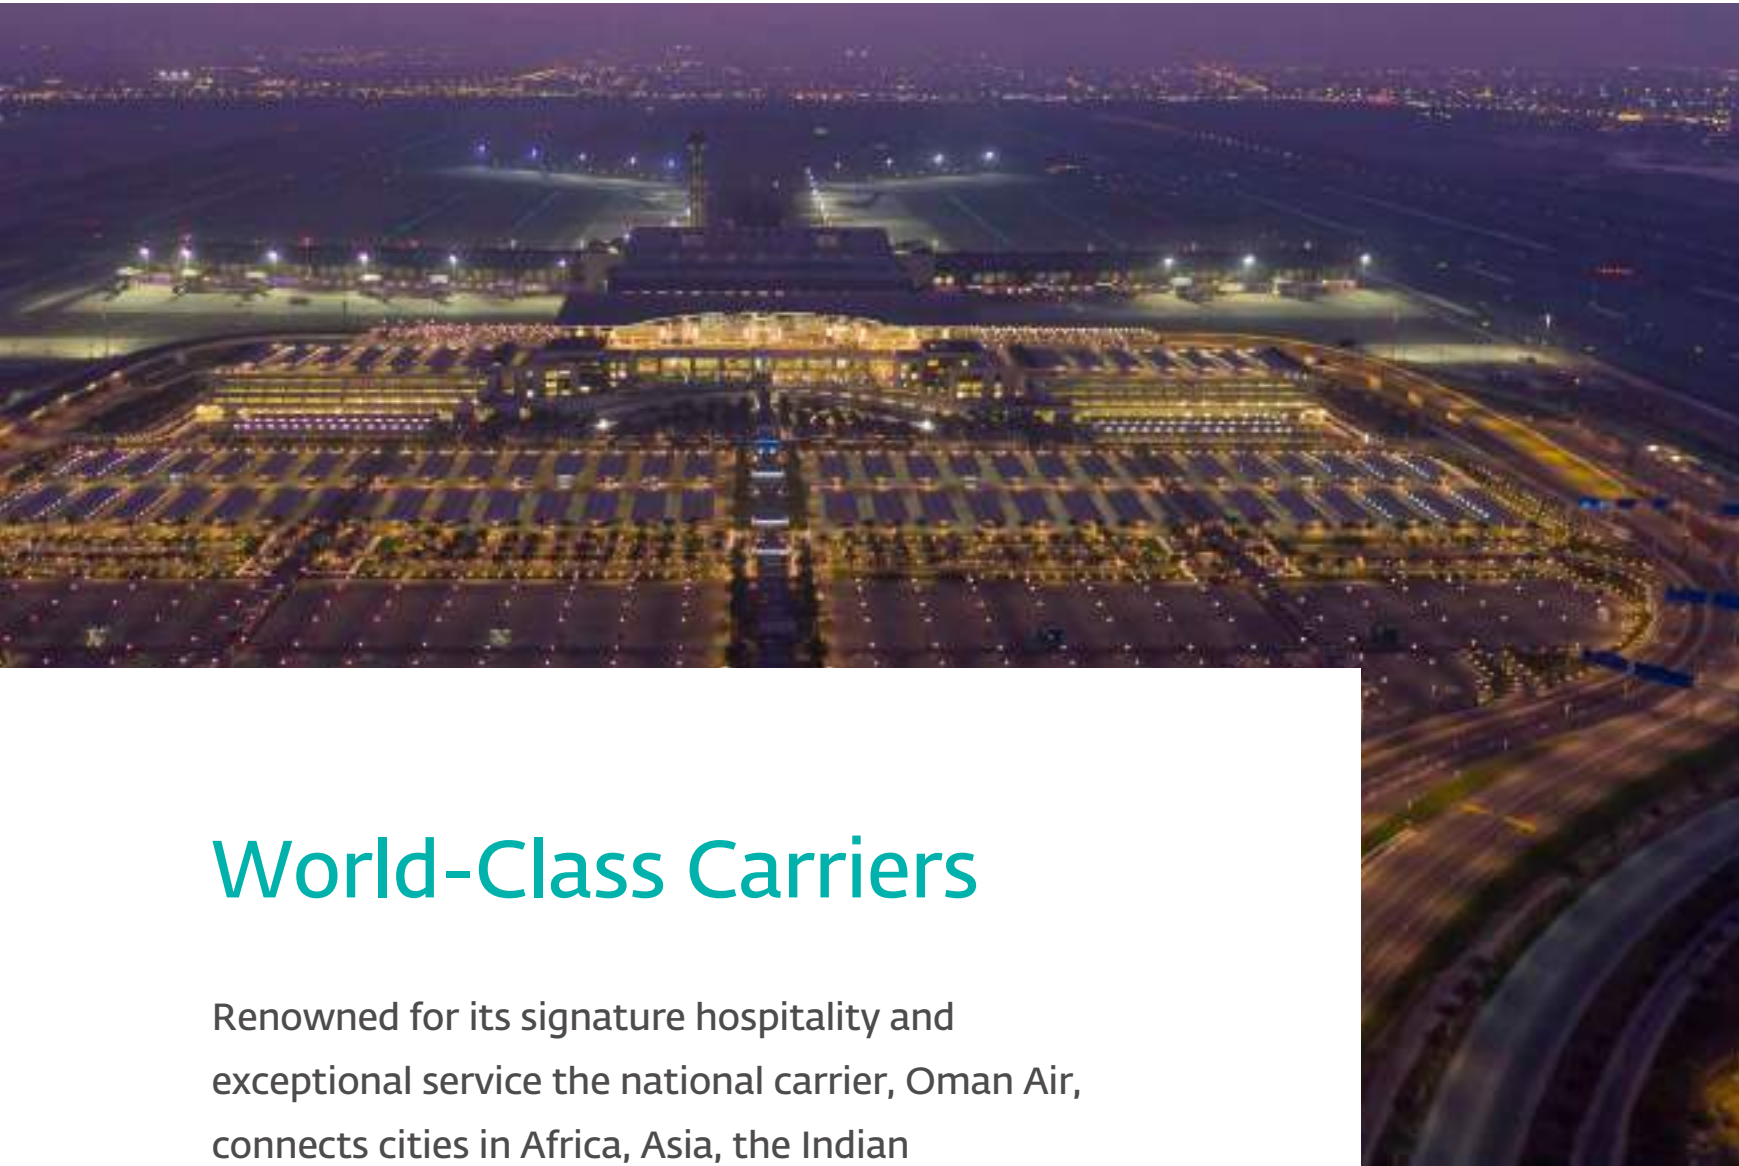 World-Class Carriers
Renowned for its signature hospitality and
exceptional service the national carrier, Oman Air,
connects cities in Africa, Asia, the Indian